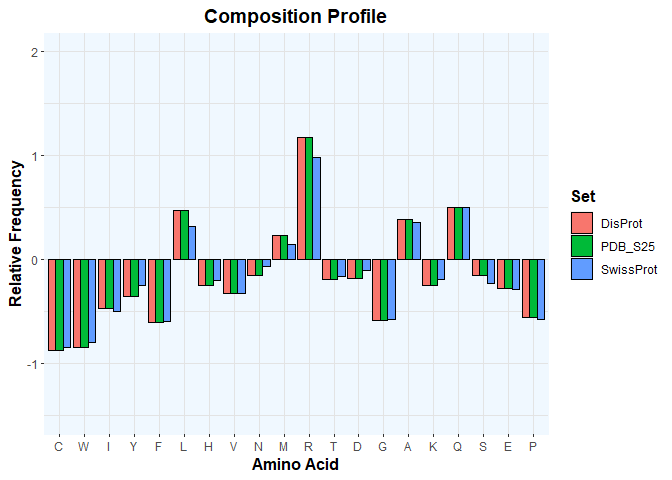 Composition Profile
Relative Frequency
2
1
0
-1
C W I Y F L H V N M R T D G A K Q S E P
Amino Acid
Set
DisProt
PDB_S25
SwissProt